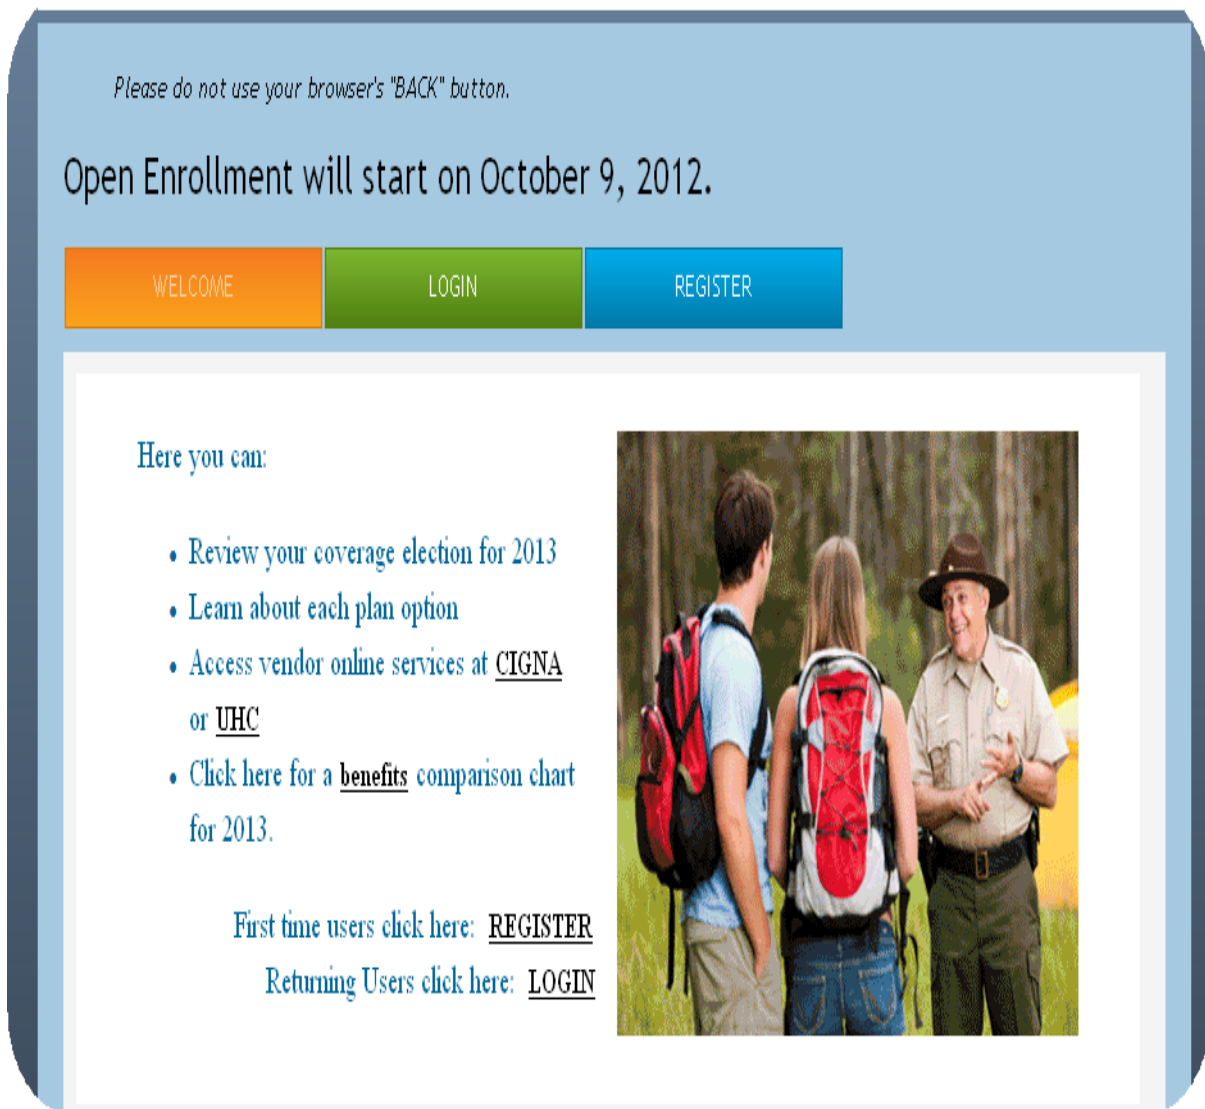 Please do not use your browser's "BACK" button.
Open Enrollment will start on October 9, 2012.
WELCOME
LOGIN
REGISTER
Here you can:
• Review your coverage election for 2013
• Learn about each plan option
• Access vendor online services at CIGNA
or UHC
• Click here for a benefits comparison chart
for 2013.
First time users click here: REGISTER
Returning Users click here: LOGIN